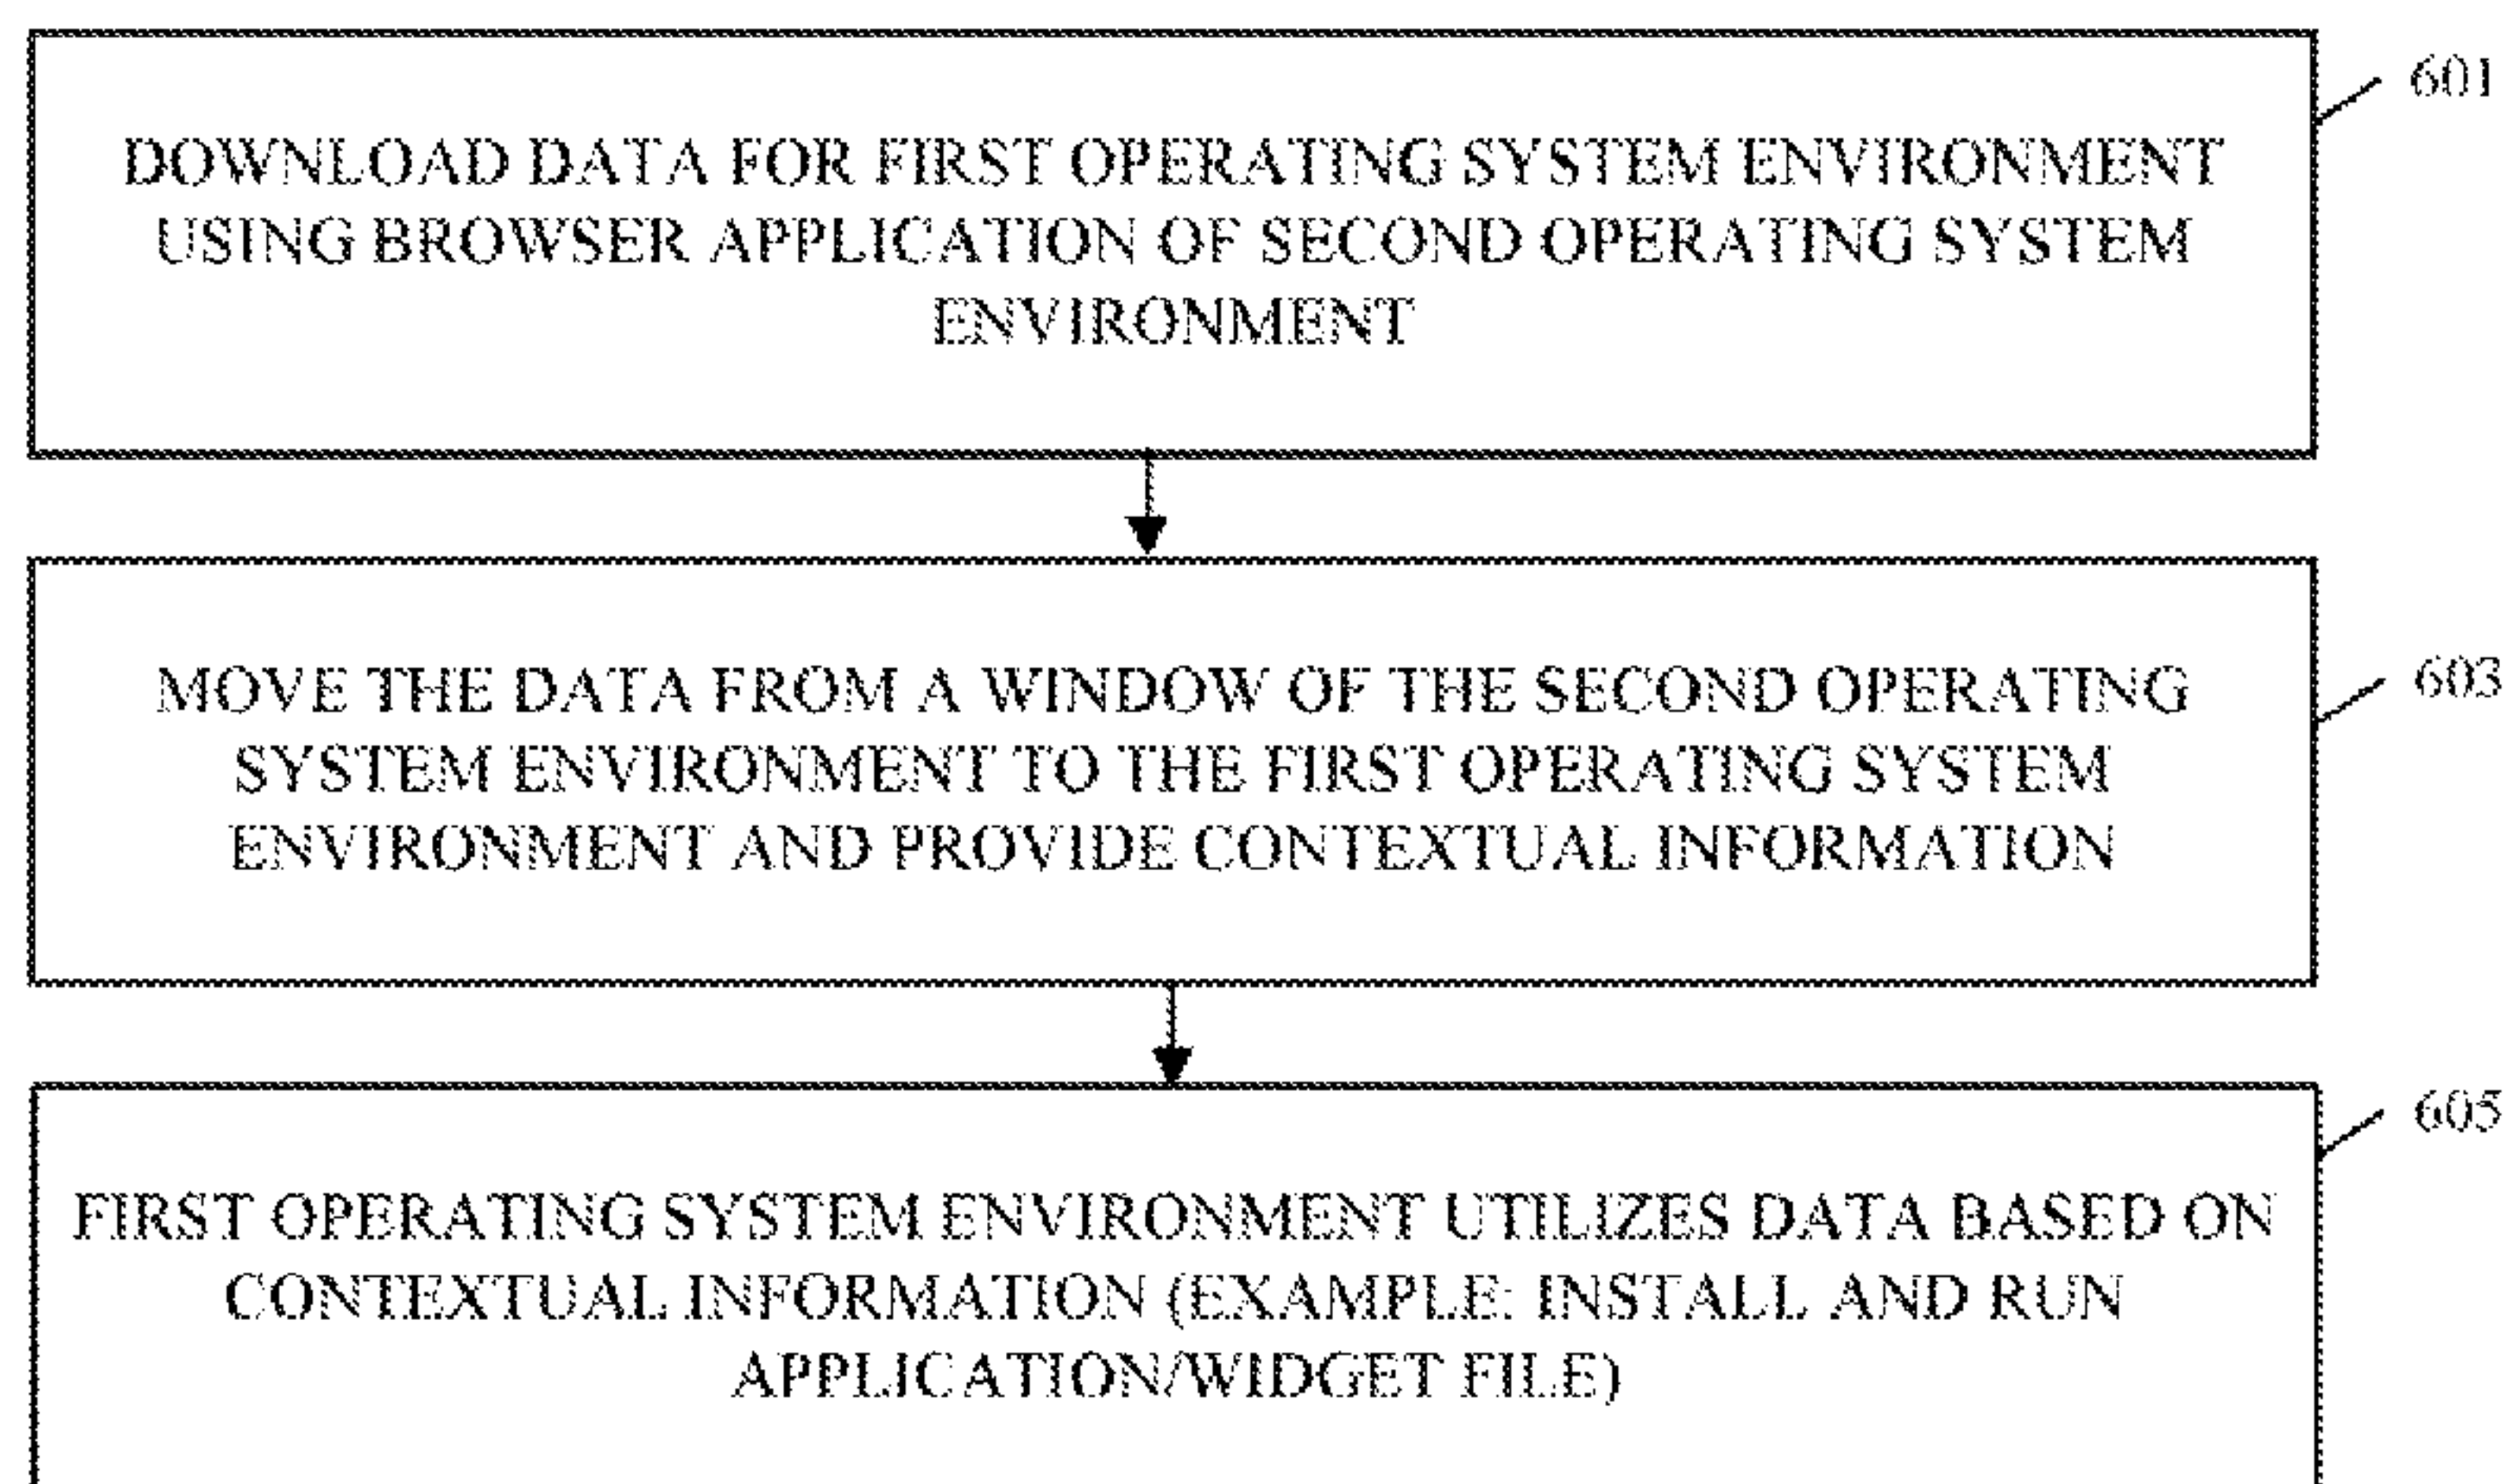 601
DOWNLOAD DATA FOR FIRST OPERATING SYSTEM ENVIRONMENT
USING BROWSER APPLICATION OF SECOND OPERATING SYSTEM
ENVIRONMENT
603
MOVE THE DATA FROM A WINDOW OF THE SECOND OPERATING
SYSTEM ENVIRONMENT TO THE FIRST OPERATING SYSTEM
ENVIRONMENT AND PROVIDE CONTEXTUAL INFORMATION
605
FIRST OPERATING SYSTEM ENVIRONMENT UTILIZES DATA BASED ON
CONTEXTUAL INFORMATION (EXAMPLE: INSTALL AND RUN
APPLICATION/WIDGET FILE)